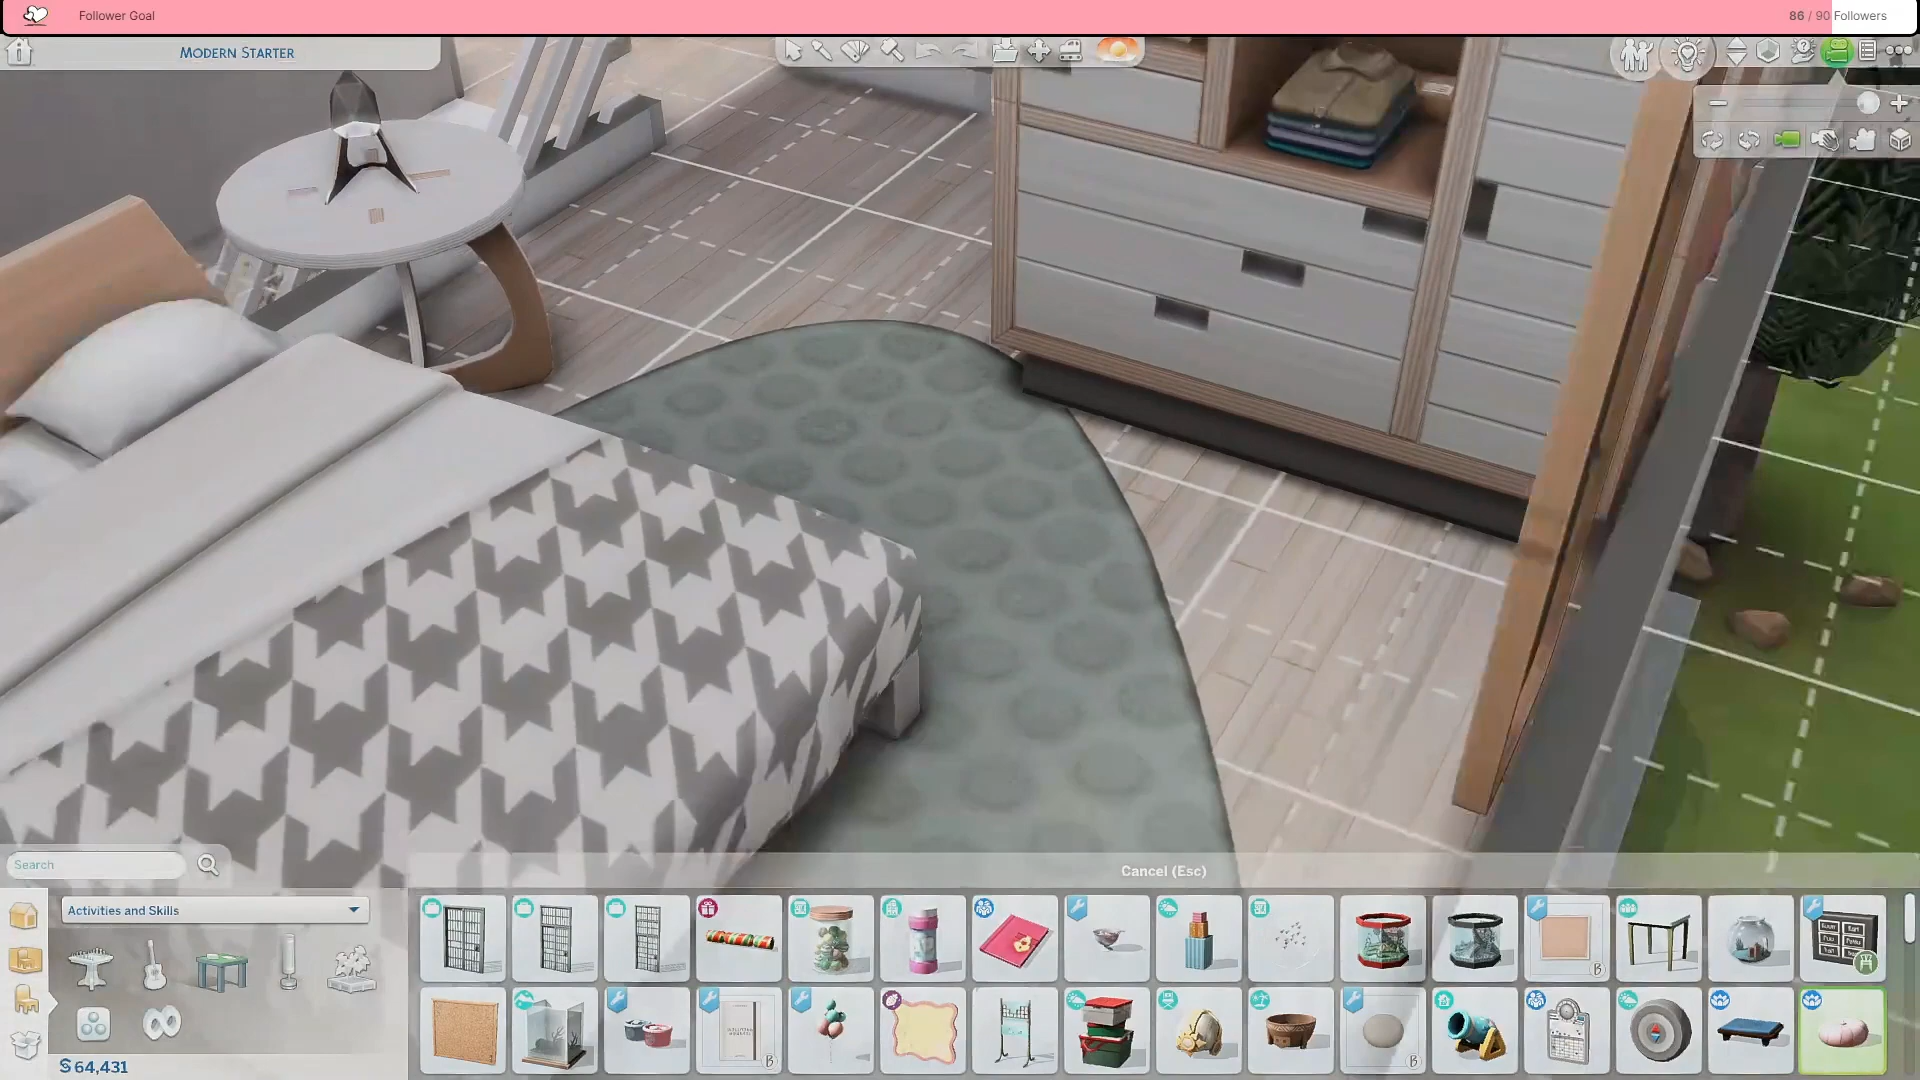 Follower Goal
86 / 90 Followers
MODERN STARTER
Search
Cancel (Esc)
Activities and Skills
§64,431